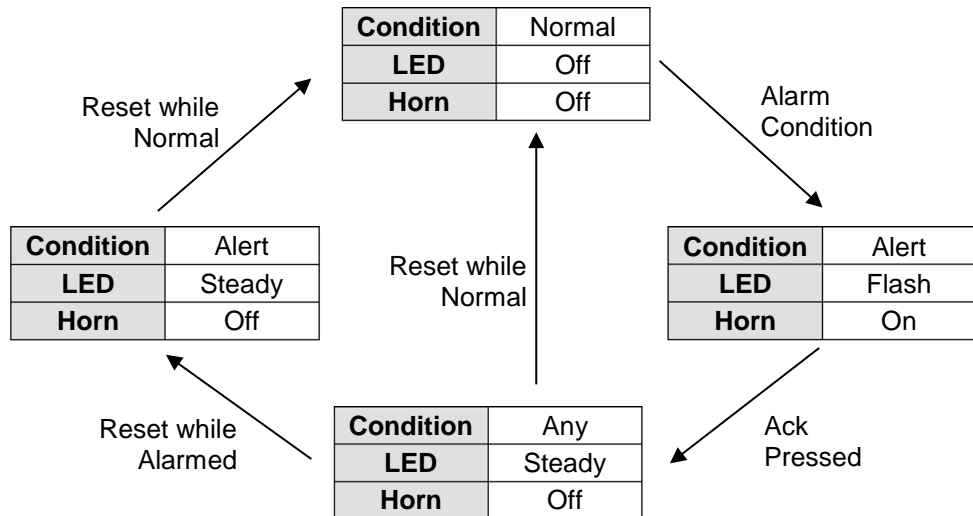 Condition Normal
LED Off
Horn Off
Reset while
Normal
Alarm
Condition
Condition Alert
LED Steady
Horn Off
Reset while
Normal
Condition Alert
LED Flash
Horn On
Reset while
Alarmed
Condition Any
LED Steady
Horn Off
Ack
Pressed